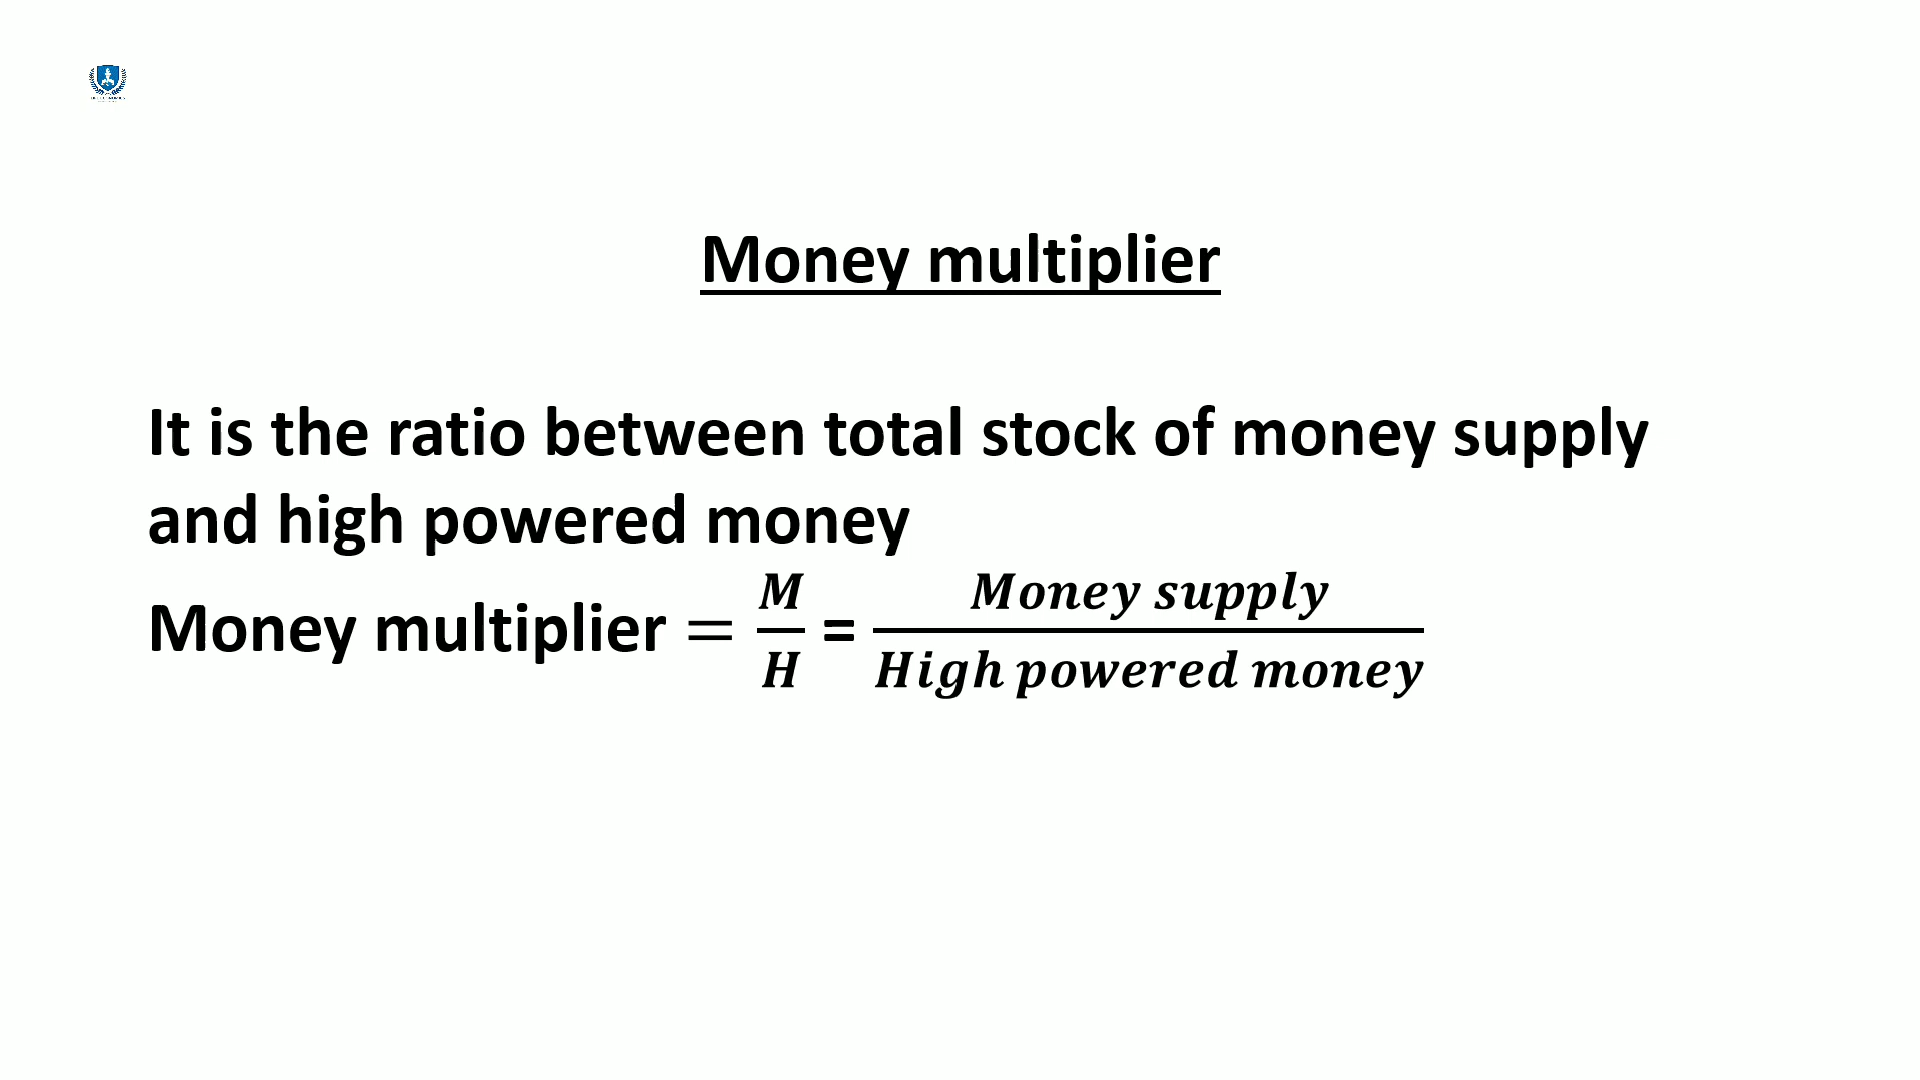 Money multiplier
It is the ratio between total stock of money supply
and high powered money
Money multiplier = M/H = Money supply/High powered money